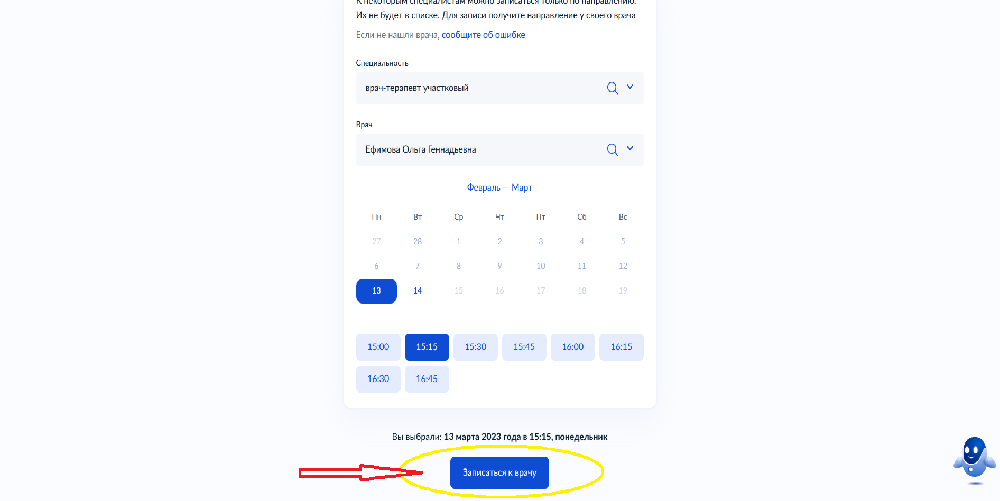 К некоторым специалистам можно записаться только по направлению.
Их не будет в списке. Для записи получите направление у своего врача
Если не нашли врача, сообщите об ошибке
Специальность
врач-терапевт участковый
Врач
Ефимова Ольга Геннадьевна
Февраль — Март
Пн Вт Ср Чт Пт Сб Вс
27 28 1 2 3 4 5
6 7 8 9 10 11 12
13 14 15 16 17 18 19
15:00 15:15 15:30 15:45 16:00 16:15
16:30 16:45
Вы выбрали: 13 марта 2023 года в 15:15, понедельник
Записаться к врачу